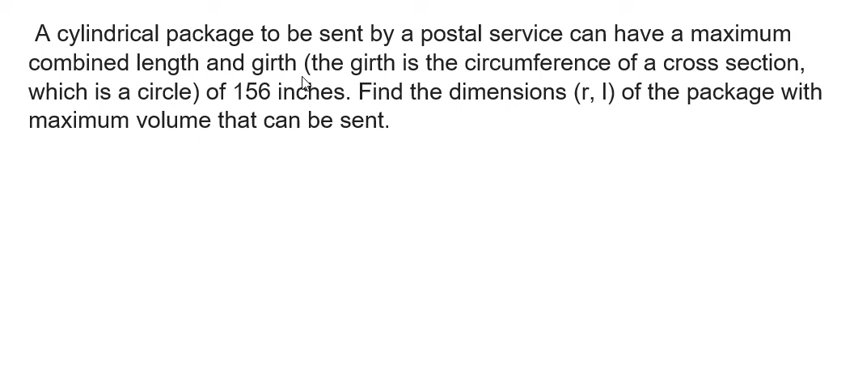 A cylindrical package to be sent by a postal service can have a maximum
combined length and girth (the girth is the circumference of a cross section,
which is a circle) of 156 inches. Find the dimensions (r, l) of the package with
maximum volume that can be sent.